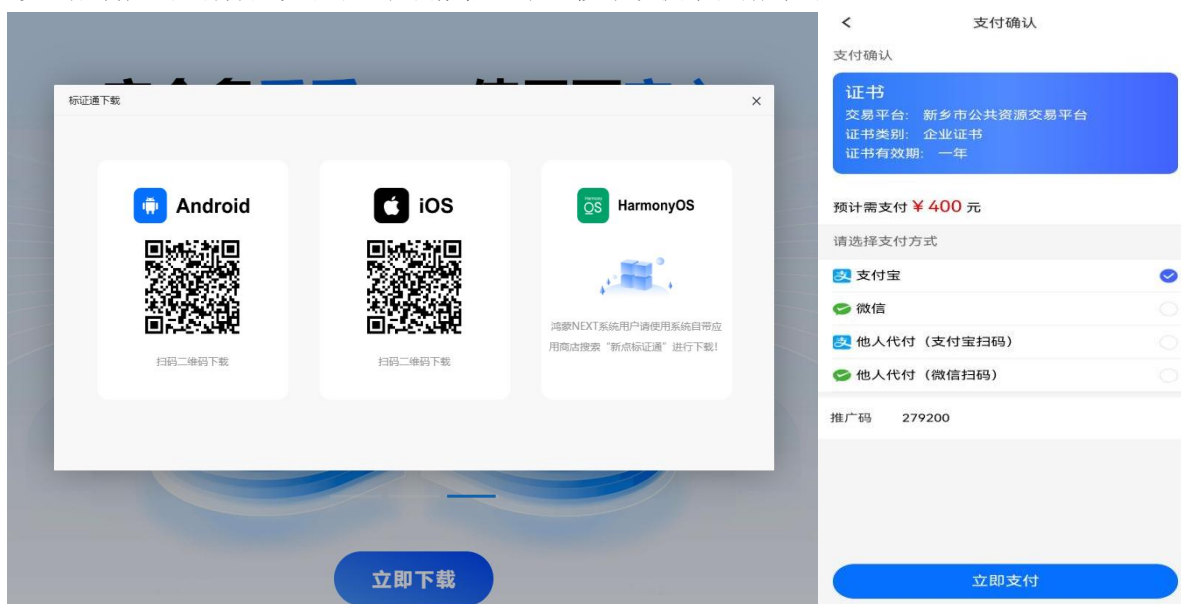 标证通下载
×
Android
iOS
HarmonyOS
扫码二维码下载
扫码二维码下载
鸿蒙NEXT系统用户请使用系统自带应
用商店搜索“新点标证通”进行下载!
立即下载
支付确认
支付确认
证书
交易平台: 新乡市公共资源交易平台
证书类别: 企业证书
证书有效期: 一年
预计需支付 ¥ 400 元
请选择支付方式
支付宝
微信
他人代付(支付宝扫码)
他人代付(微信扫码)
推广码 279200
立即支付